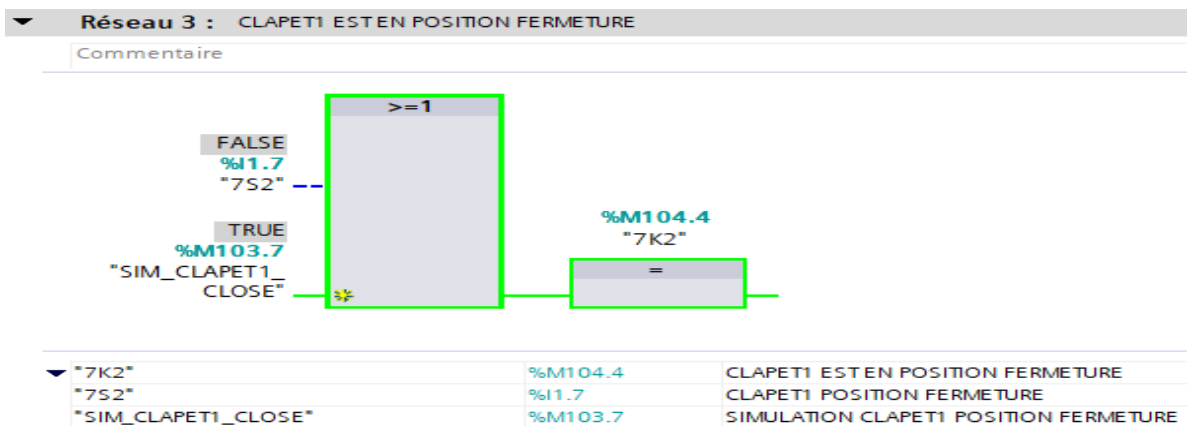 Réseau 3 : CLAPET1 EST EN POSITION FERMETURE
Commentaire
>=1
FALSE
%I1.7
"7S2"
TRUE
%M103.7
"SIM_CLAPET1_
CLOSE"
%M104.4
"7K2"
=
"7K2" %M104.4 CLAPET1 EST EN POSITION FERMETURE
"7S2" %I1.7 CLAPET1 POSITION FERMETURE
"SIM_CLAPET1_CLOSE" %M103.7 SIMULATION CLAPET1 POSITION FERMETURE